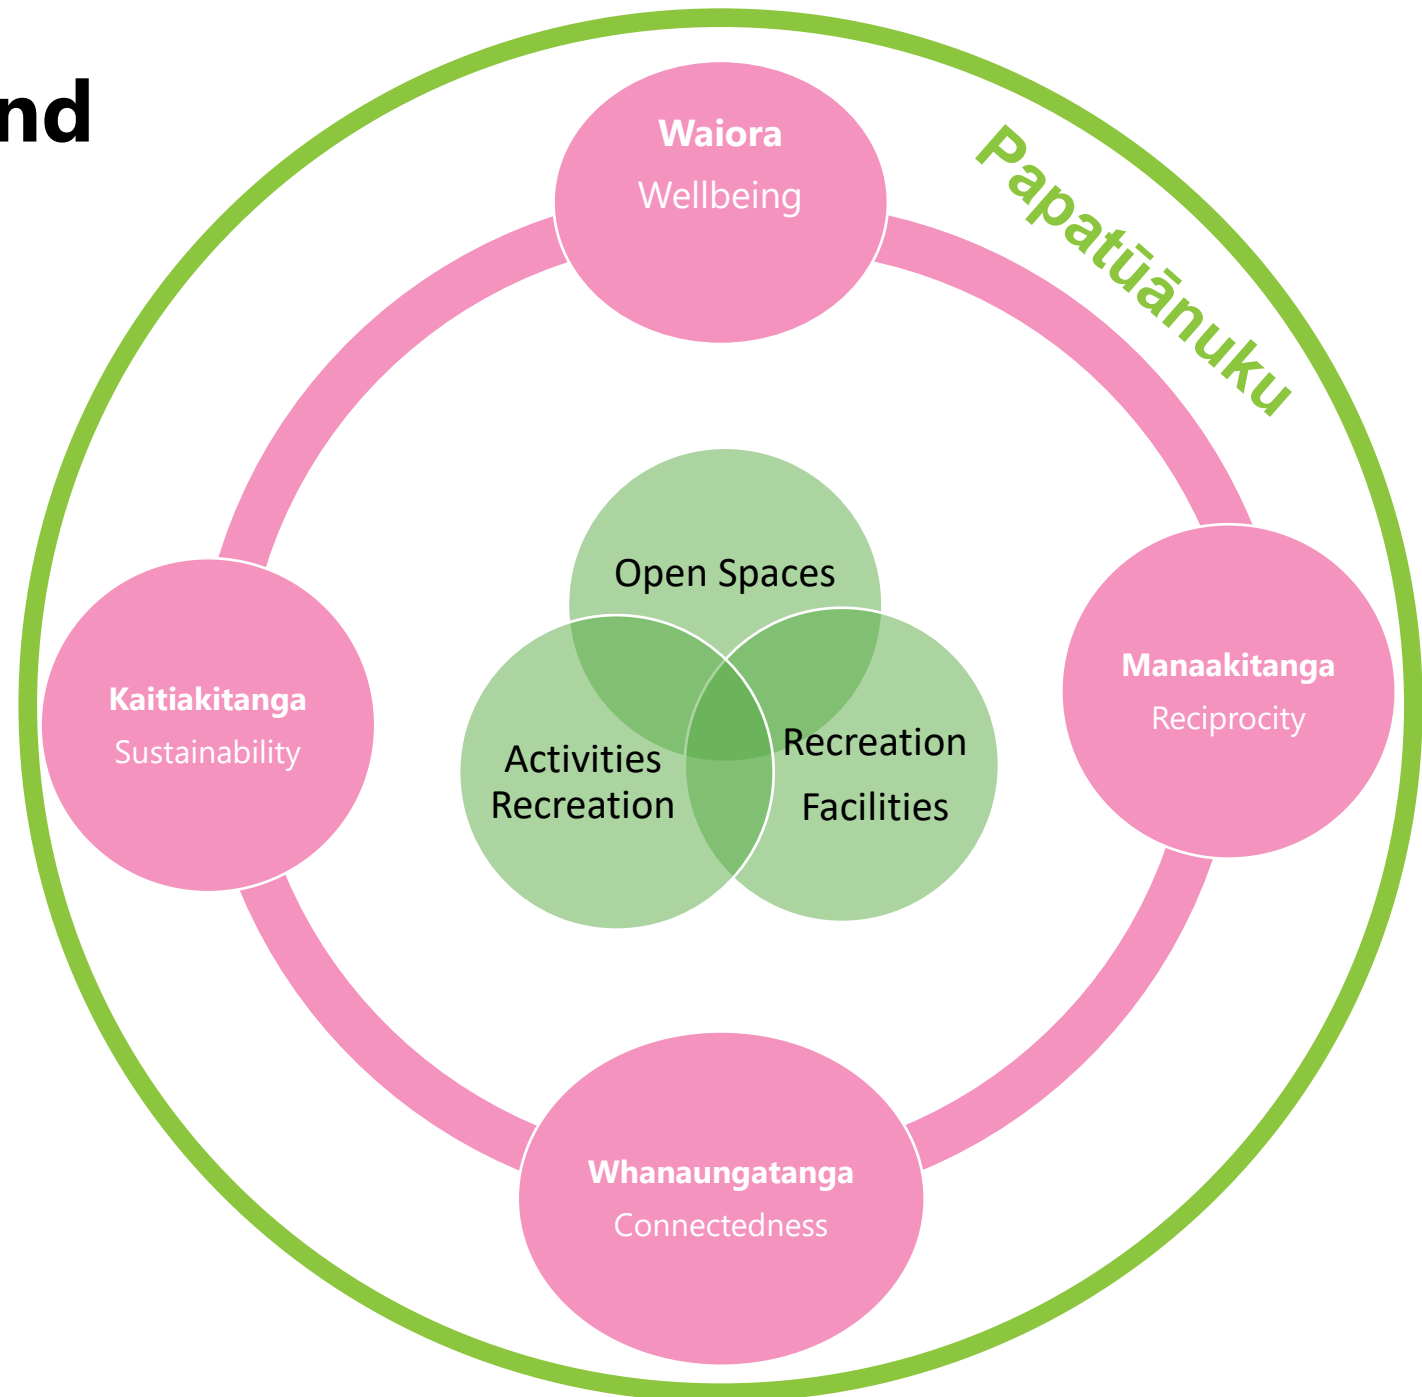 nd
Waiora
Wellbeing
Papatūānuku
Open Spaces
Manaakitanga
Reciprocity
Kaitiakitanga
Sustainability
Activities
Recreation
Recreation
Facilities
Whanaungatanga
Connectedness